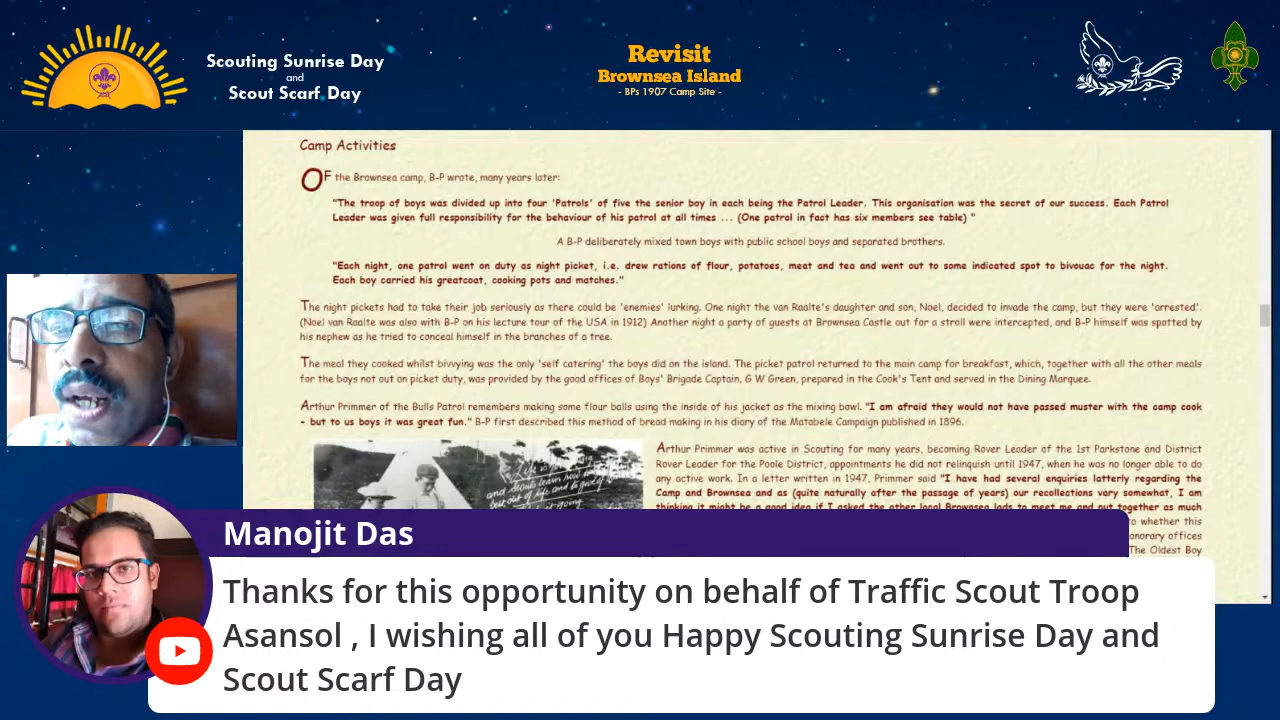 Scouting Sunrise Day
and
Scout Scarf Day
Revisit
Brownsea Island
- BPs 1907 Camp Site -
Camp Activities
OF the Brownsea camp, B-P wrote, many years later:
"The troop of boys was divided up into four 'Patrols' of five the senior boy in each being the Patrol Leader. This organisation was the secret of our success. Each Patrol
Leader was given full responsibility for the behaviour of his patrol at all times ... (One patrol in fact has six members see table) "
A B-P deliberately mixed town boys with public school boys and separated brothers.
"Each night, one patrol went on duty as night picket, i.e. drew rations of flour, potatoes, meat and tea and went out to some indicated spot to bivouac for the night.
Each boy carried his greatcoat, cooking pots and matches."
The night pickets had to take their job seriously as there could be 'enemies' lurking. One night the van Raalte's daughter and son, Noel, decided to invade the camp, but they were 'arrested'.
(Noel van Raalte was also with B-P on his lecture tour of the USA in 1912) Another night a party of guests at Brownsea Castle out for a stroll were intercepted, and B-P himself was spotted by
his nephew as he tried to conceal himself in the branches of a tree.
The meal they cooked whilst bivvying was the only 'self catering' the boys did on the island. The picket patrol returned to the main camp for breakfast, which, together with all the other meals
for the boys not out on picket duty, was provided by the good offices of Boys' Brigade Captain, G W Green, prepared in the Cook's Tent and served in the Dining Marquee.
Arthur Primmer of the Bulls Patrol remembers making some flour balls using the inside of his jacket as the mixing bowl. "I am afraid they would not have passed muster with the camp cook
- but to us boys it was great fun." B-P first described this method of bread making in his diary of the Matabele Campaign published in 1896.
Arthur Primmer was active in Scouting for many years, becoming Rover Leader of the 1st Parkstone and District
Rover Leader for the Poole District, appointments he did not relinquish until 1947, when he was no longer able to do
any active work. In a letter written in 1947, Primmer said "I have had several enquiries latterly regarding the
Camp and Brownsea and as (quite naturally after the passage of years) our recollections vary somewhat, I am
thinking it might be a good idea if I asked the other local Brownsea lads to meet me and put together as much
to whether this
honorary offices
The Oldest Boy
Manojit Das
Thanks for this opportunity on behalf of Traffic Scout Troop
Asansol , I wishing all of you Happy Scouting Sunrise Day and
Scout Scarf Day